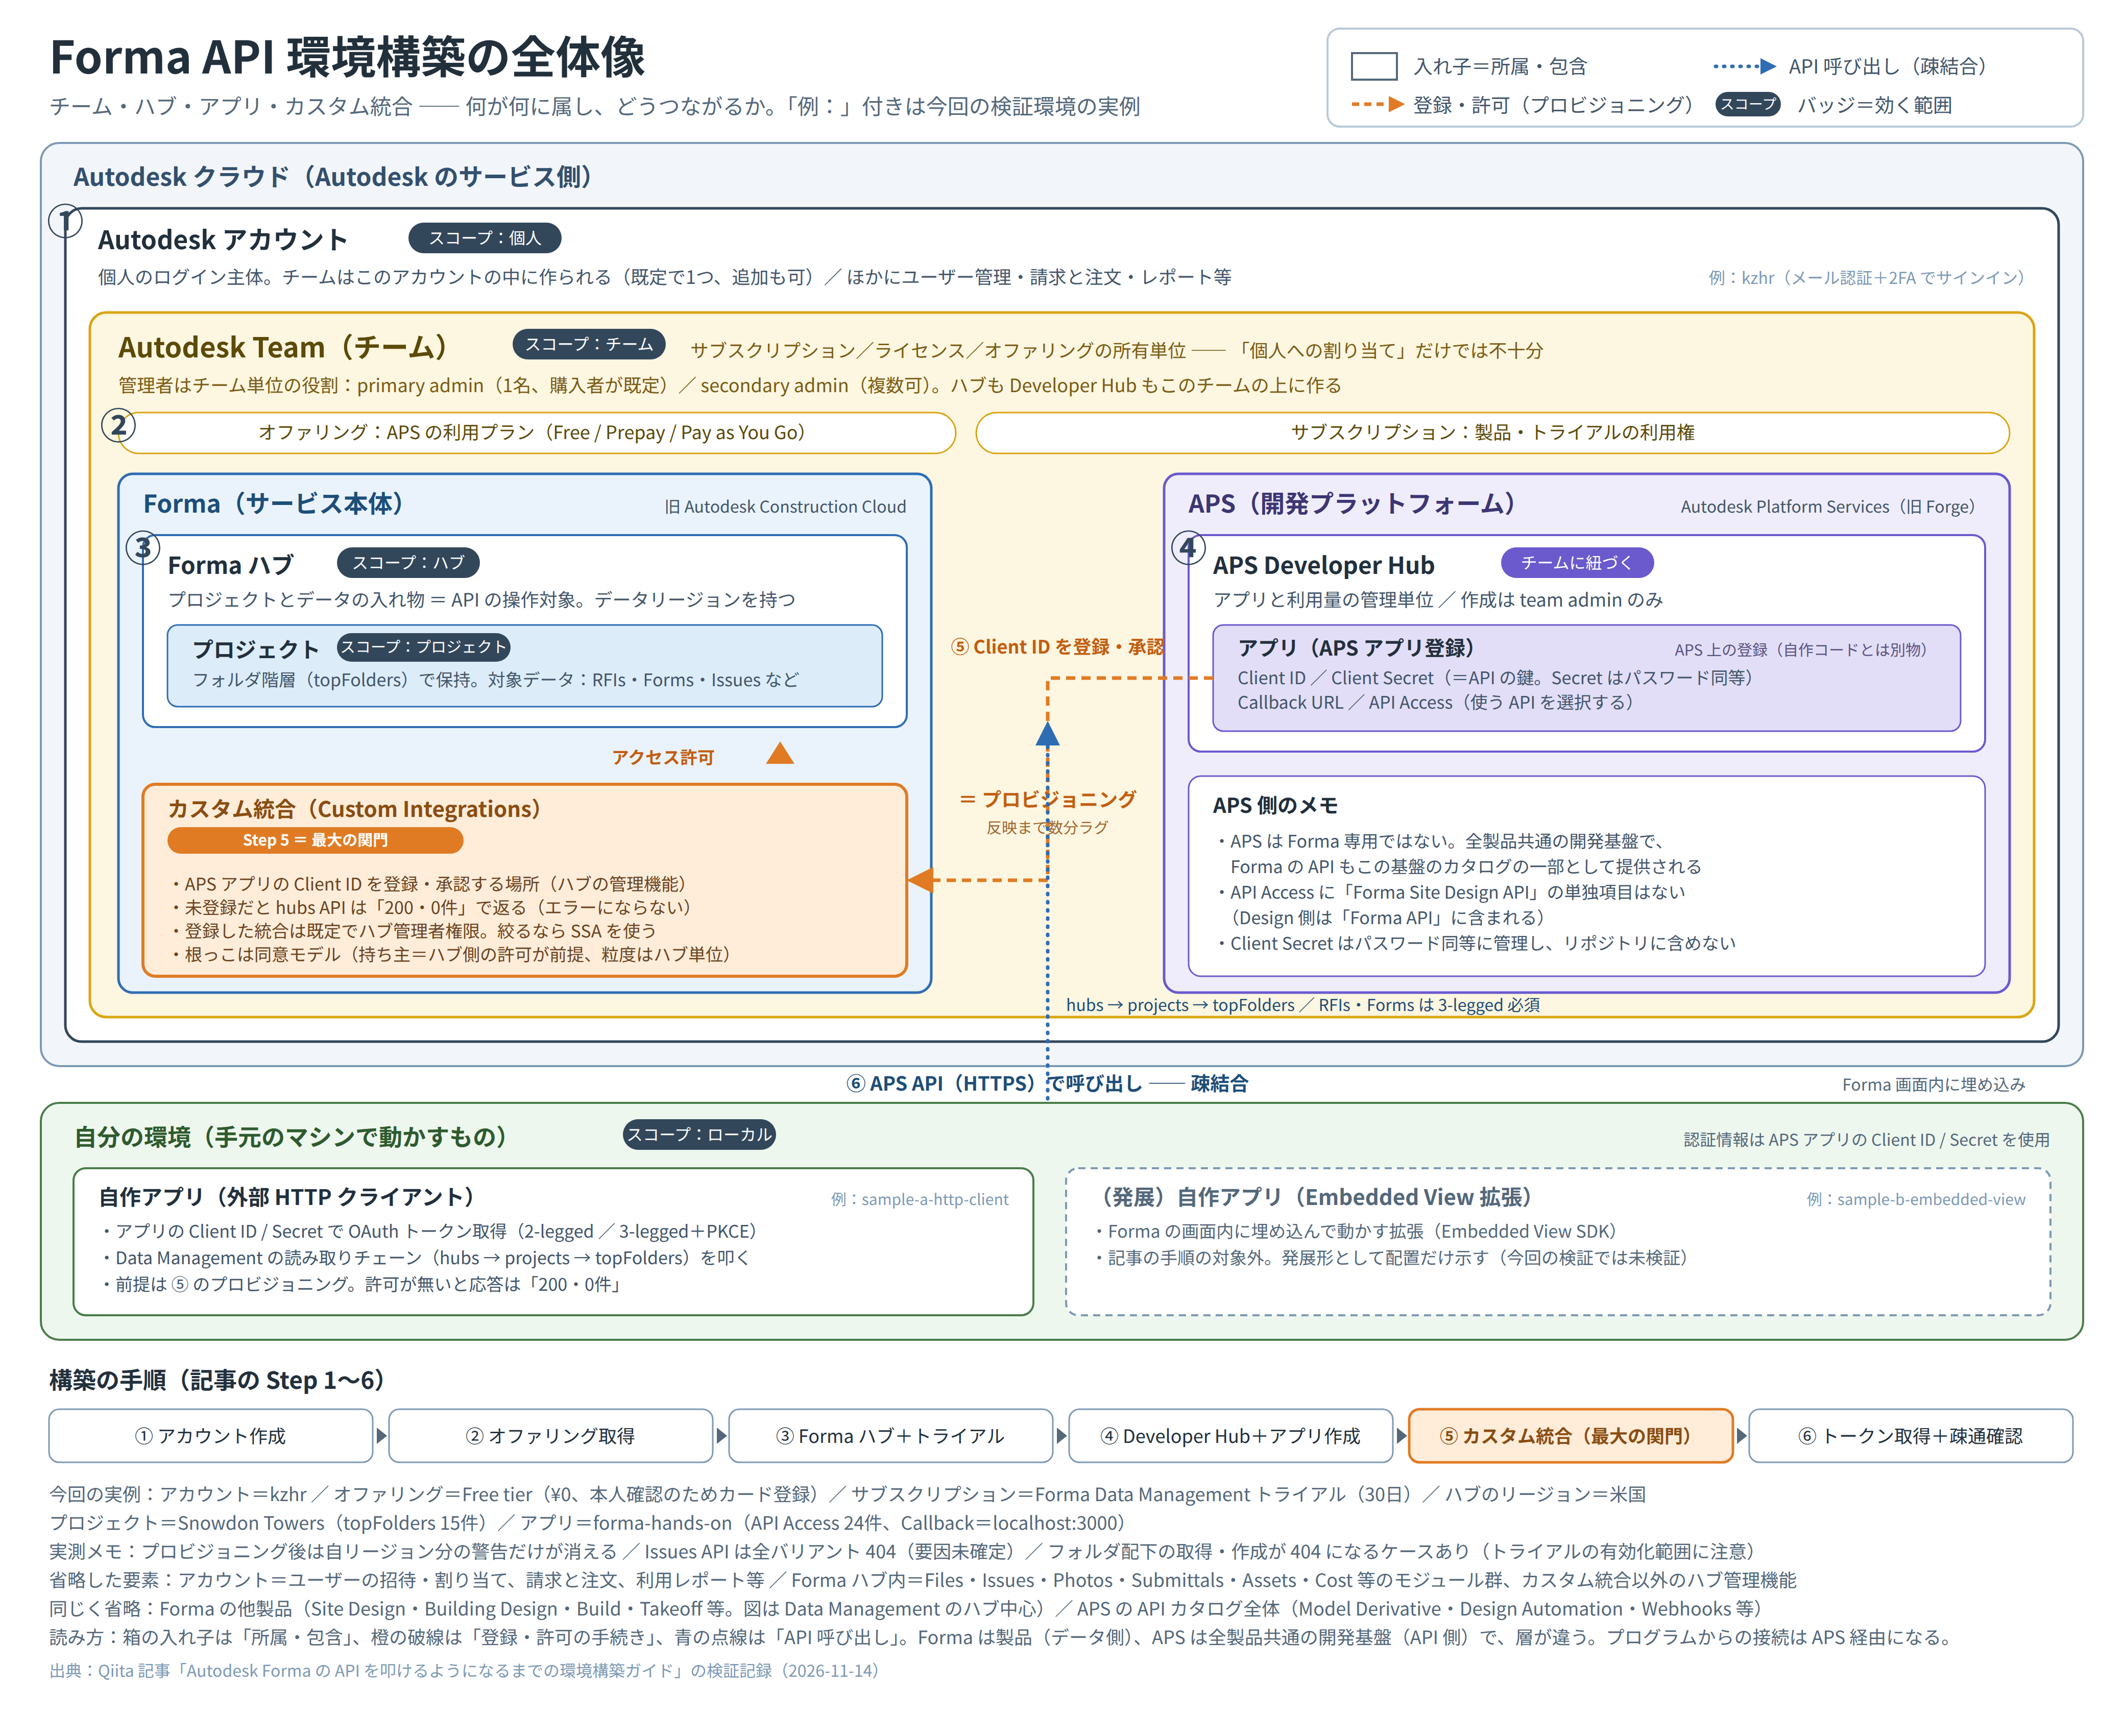 Forma API 環境構築の全体像
チーム・ハブ・アプリ・カスタム統合 —— 何が何に属し、どうつながるか。「例：」付きは今回の検証環境の実例
入れ子＝所属・包含
API 呼び出し（疎結合）
登録・許可（プロビジョニング）
スコープ
バッジ＝効く範囲
Autodesk クラウド（Autodesk のサービス側）
1
Autodesk アカウント
スコープ：個人
個人のログイン主体。チームはこのアカウントの中に作られる（既定で1つ、追加も可）／ ほかにユーザー管理・請求と注文・レポート等
例：kzhr（メール認証＋2FA でサインイン）
Autodesk Team（チーム）
スコープ：チーム
サブスクリプション／ライセンス／オファリングの所有単位 —— 「個人への割り当て」だけでは不十分
管理者はチーム単位の役割：primary admin（1名、購入者が既定）／ secondary admin（複数可）。ハブも Developer Hub もこのチームの上に作る
2
オファリング：APS の利用プラン（Free / Prepay / Pay as You Go）
サブスクリプション：製品・トライアルの利用権
Forma（サービス本体）
旧 Autodesk Construction Cloud
3
Forma ハブ
スコープ：ハブ
プロジェクトとデータの入れ物 ＝ API の操作対象。データリージョンを持つ
プロジェクト
スコープ：プロジェクト
フォルダ階層（topFolders）で保持。対象データ：RFIs・Forms・Issues など
アクセス許可
カスタム統合（Custom Integrations）
Step 5 ＝ 最大の関門
・APS アプリの Client ID を登録・承認する場所（ハブの管理機能）
・未登録だと hubs API は「200・0件」で返る（エラーにならない）
・登録した統合は既定でハブ管理者権限。絞るなら SSA を使う
・根っこは同意モデル（持ち主＝ハブ側の許可が前提、粒度はハブ単位）
⑤ Client ID を登録・承認
＝ プロビジョニング
反映まで数分ラグ
APS（開発プラットフォーム）
Autodesk Platform Services（旧 Forge）
4
APS Developer Hub
チームに紐づく
アプリと利用量の管理単位 ／ 作成は team admin のみ
アプリ（APS アプリ登録）
APS 上の登録（自作コードとは別物）
Client ID ／ Client Secret（＝API の鍵。Secret はパスワード同等）
Callback URL ／ API Access（使う API を選択する）
APS 側のメモ
・APS は Forma 専用ではない。全製品共通の開発基盤で、
Forma の API もこの基盤のカタログの一部として提供される
・API Access に「Forma Site Design API」の単独項目はない
（Design 側は「Forma API」に含まれる）
・Client Secret はパスワード同等に管理し、リポジトリに含めない
hubs → projects → topFolders ／ RFIs・Forms は 3-legged 必須
⑥ APS API（HTTPS）で呼び出し —— 疎結合
Forma 画面内に埋め込み
自分の環境（手元のマシンで動かすもの）
スコープ：ローカル
認証情報は APS アプリの Client ID / Secret を使用
自作アプリ（外部 HTTP クライアント）
例：sample-a-http-client
・アプリの Client ID / Secret で OAuth トークン取得（2-legged ／ 3-legged＋PKCE）
・Data Management の読み取りチェーン（hubs → projects → topFolders）を叩く
・前提は ⑤ のプロビジョニング。許可が無いと応答は「200・0件」
（発展）自作アプリ（Embedded View 拡張）
例：sample-b-embedded-view
・Forma の画面内に埋め込んで動かす拡張（Embedded View SDK）
・記事の手順の対象外。発展形として配置だけ示す（今回の検証では未検証）
構築の手順（記事の Step 1〜6）
① アカウント作成
② オファリング取得
③ Forma ハブ＋トライアル
④ Developer Hub＋アプリ作成
⑤ カスタム統合（最大の関門）
⑥ トークン取得＋疎通確認
今回の実例：アカウント＝kzhr ／ オファリング＝Free tier（¥0、本人確認のためカード登録）／ サブスクリプション＝Forma Data Management トライアル（30日）／ ハブのリージョン＝米国
プロジェクト＝Snowdon Towers（topFolders 15件）／ アプリ＝forma-hands-on（API Access 24件、Callback＝localhost:3000）
実測メモ：プロビジョニング後は自リージョン分の警告だけが消える ／ Issues API は全バリアント 404（要因未確定）／ フォルダ配下の取得・作成が 404 になるケースあり（トライアルの有効化範囲に注意）
省略した要素：アカウント＝ユーザーの招待・割り当て、請求と注文、利用レポート等 ／ Forma ハブ内＝Files・Issues・Photos・Submittals・Assets・Cost 等のモジュール群、カスタム統合以外のハブ管理機能
同じく省略：Forma の他製品（Site Design・Building Design・Build・Takeoff 等。図は Data Management のハブ中心）／ APS の API カタログ全体（Model Derivative・Design Automation・Webhooks 等）
読み方：箱の入れ子は「所属・包含」、橙の破線は「登録・許可の手続き」、青の点線は「API 呼び出し」。Forma は製品（データ側）、APS は全製品共通の開発基盤（API 側）で、層が違う。プログラムからの接続は APS 経由になる。
出典：Qiita 記事「Autodesk Forma の API を叩けるようになるまでの環境構築ガイド」の検証記録（2026-11-14）